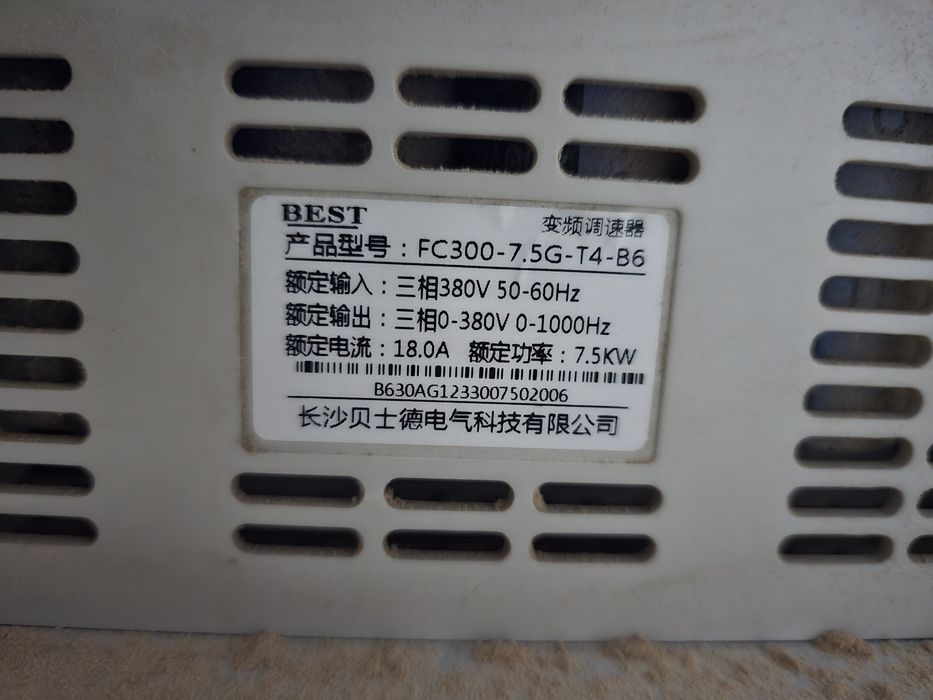 BEST
变频调速器
产品型号：FC300-7.5G-T4-B6
额定输入：三相380V 50-60Hz
额定输出：三相0-380V 0-1000Hz
额定电流：18.0A 额定功率：7.5KW
B630AG1233007502006
长沙贝士德电气科技有限公司